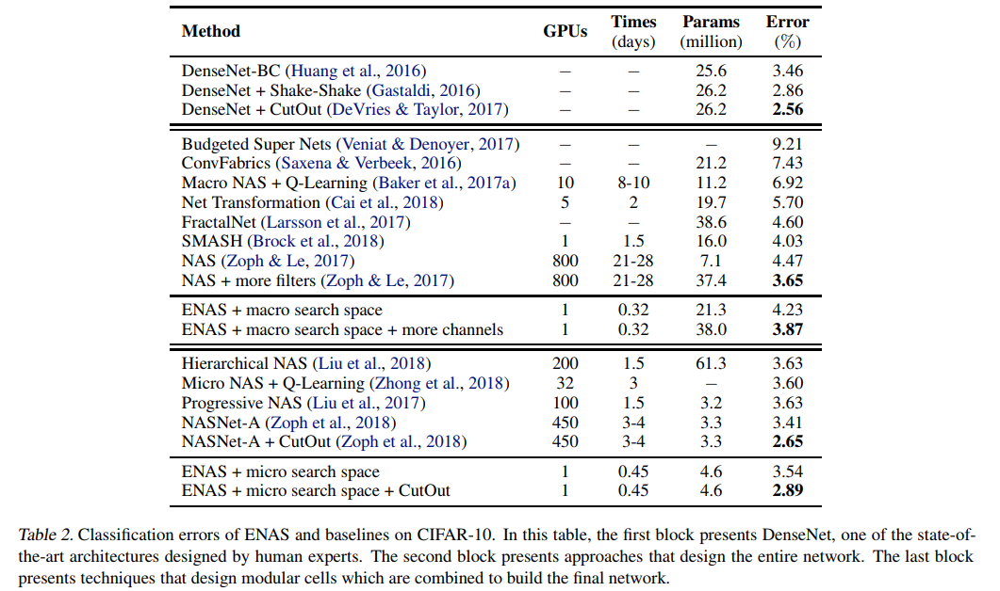 Method GPUs Times Params Error
(days) (million) (%)
DenseNet-BC (Huang et al., 2016) − − 25.6 3.46
DenseNet + Shake-Shake (Gastaldi, 2016) − − 26.2 2.86
DenseNet + CutOut (DeVries & Taylor, 2017) − − 26.2 2.56
Budgeted Super Nets (Veniat & Denoyer, 2017) − − − 9.21
ConvFabrics (Saxena & Verbeek, 2016) − − 21.2 7.43
Macro NAS + Q-Learning (Baker et al., 2017a) 10 8-10 11.2 6.92
Net Transformation (Cai et al., 2018) 5 2 19.7 5.70
FractalNet (Larsson et al., 2017) − − 38.6 4.60
SMASH (Brock et al., 2018) 1 1.5 16.0 4.03
NAS (Zoph & Le, 2017) 800 21-28 7.1 4.47
NAS + more filters (Zoph & Le, 2017) 800 21-28 37.4 3.65
ENAS + macro search space 1 0.32 21.3 4.23
ENAS + macro search space + more channels 1 0.32 38.0 3.87
Hierarchical NAS (Liu et al., 2018) 200 1.5 61.3 3.63
Micro NAS + Q-Learning (Zhong et al., 2018) 32 3 − 3.60
Progressive NAS (Liu et al., 2017) 100 1.5 3.2 3.63
NASNet-A (Zoph et al., 2018) 450 3-4 3.3 3.41
NASNet-A + CutOut (Zoph et al., 2018) 450 3-4 3.3 2.65
ENAS + micro search space 1 0.45 4.6 3.54
ENAS + micro search space + CutOut 1 0.45 4.6 2.89
Table 2. Classification errors of ENAS and baselines on CIFAR-10. In this table, the first block presents DenseNet, one of the state-of-
the-art architectures designed by human experts. The second block presents approaches that design the entire network. The last block
presents techniques that design modular cells which are combined to build the final network.